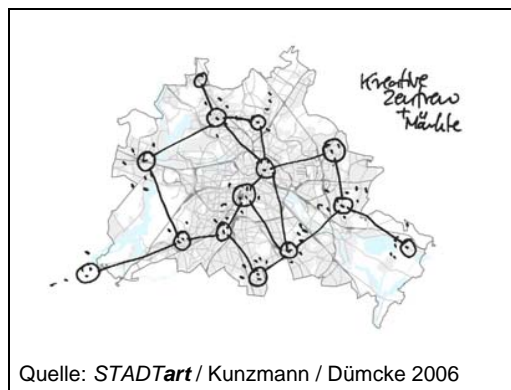 Kreative
Zentren
+
Märkte
Quelle: STADTart / Kunzmann / Dümcke 2006